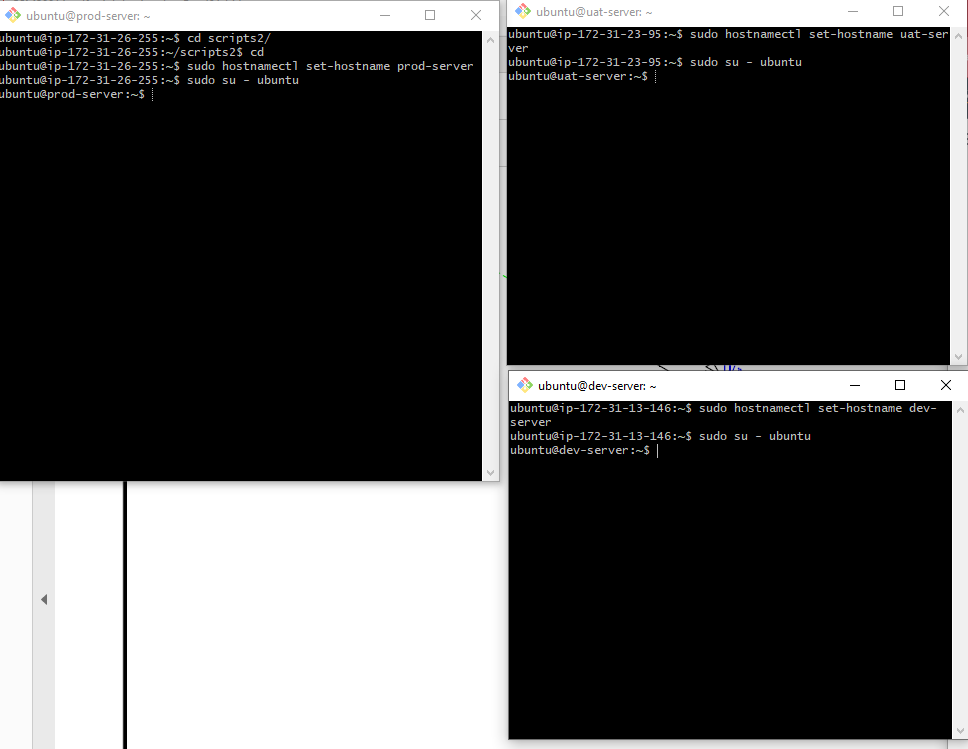 ubuntu@prod-server: ~
ubuntu@ip-172-31-26-255:~$ cd scripts2/
ubuntu@ip-172-31-26-255:~/scripts2$ cd
ubuntu@ip-172-31-26-255:~$ sudo hostnamectl set-hostname prod-server
ubuntu@ip-172-31-26-255:~$ sudo su - ubuntu
ubuntu@prod-server:~$
ubuntu@uat-server: ~
ubuntu@ip-172-31-23-95:~$ sudo hostnamectl set-hostname uat-ser
ver
ubuntu@ip-172-31-23-95:~$ sudo su - ubuntu
ubuntu@uat-server:~$
ubuntu@dev-server: ~
ubuntu@ip-172-31-13-146:~$ sudo hostnamectl set-hostname dev-
server
ubuntu@ip-172-31-13-146:~$ sudo su - ubuntu
ubuntu@dev-server:~$